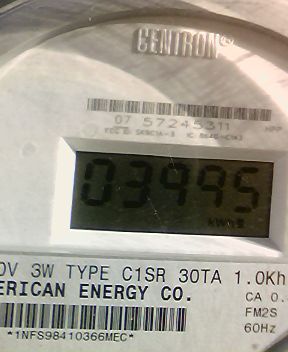 CENTRON®
07 57245311
03995
kWh
0V 3W TYPE C1SR 30TA 1.0Kh
ERICAN ENERGY CO.
CA 0.
FM2S
60Hz
*1NFS98410366MEC*